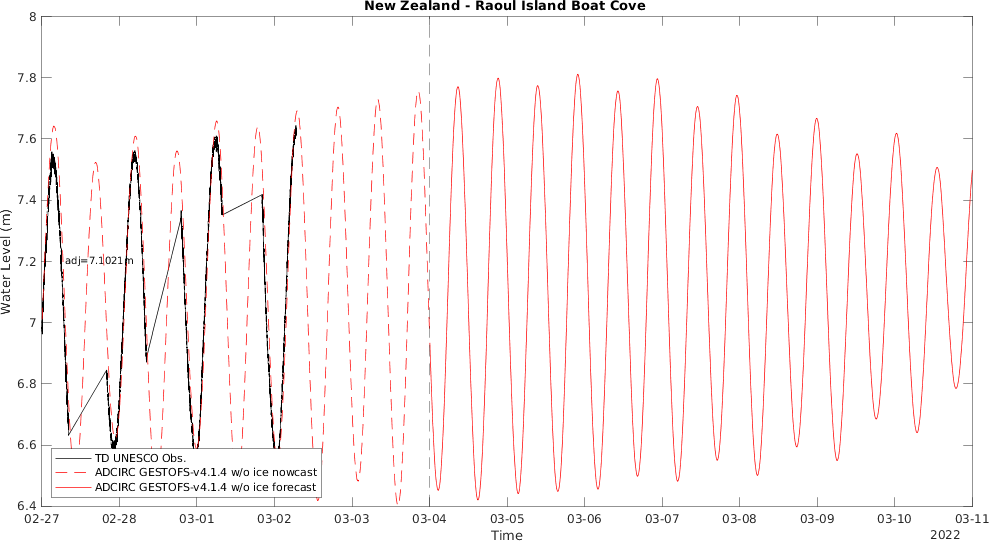 New Zealand - Raoul Island Boat Cove
8
7.8
7.6
7.4
7.2
7
6.8
6.6
6.4
Water Level (m)
adj=7.1021m
TD UNESCO Obs.
ADCIRC GESTOFS-v4.1.4 w/o ice nowcast
ADCIRC GESTOFS-v4.1.4 w/o ice forecast
02-27 02-28 03-01 03-02 03-03 03-04 03-05 03-06 03-07 03-08 03-09 03-10 03-11
Time
2022